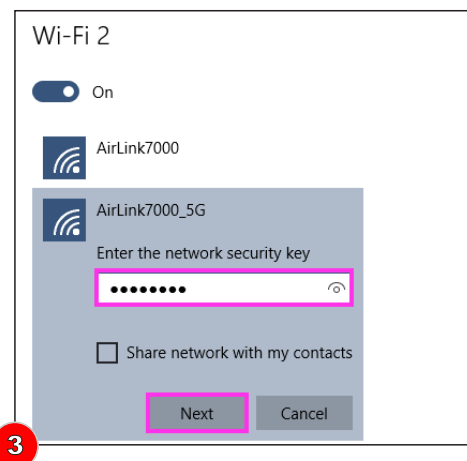 Wi-Fi 2
On
AirLink7000
AirLink7000_5G
Enter the network security key
••••••••
Share network with my contacts
Next Cancel
3